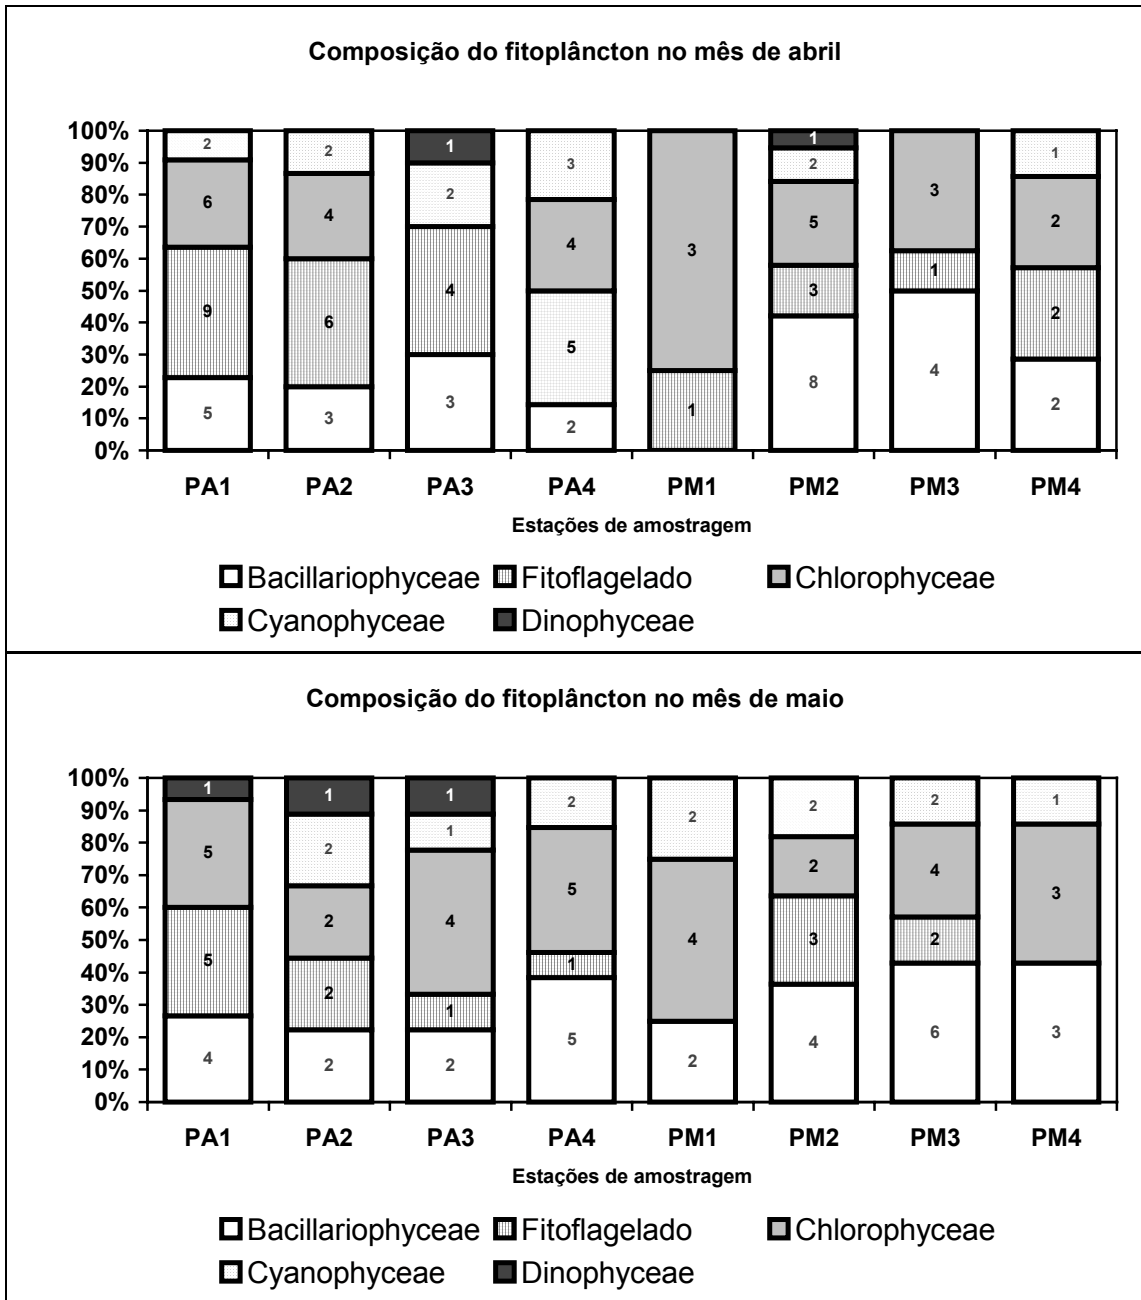 Composição do fitoplâncton no mês de abril
100%
90%
80%
70%
60%
50%
40%
30%
20%
10%
0%
2 2 1 3 3 1 3 1
6 4 2 4 1 2 1 2
9 6 4 5 5 4 2
5 3 3 2 3 2
8
PA1 PA2 PA3 PA4 PM1 PM2 PM3 PM4
Estações de amostragem
Bacillariophyceae Fitoflagelado Chlorophyceae
Cyanophyceae Dinophyceae
Composição do fitoplâncton no mês de maio
100%
90%
80%
70%
60%
50%
40%
30%
20%
10%
0%
1 1 1 2 2 2 2 1
5 2 1 5 4 2 4 3
5 2 4 1 2 3 2 3
4 2 1 5 4 6
2 2
PA1 PA2 PA3 PA4 PM1 PM2 PM3 PM4
Estações de amostragem
Bacillariophyceae Fitoflagelado Chlorophyceae
Cyanophyceae Dinophyceae